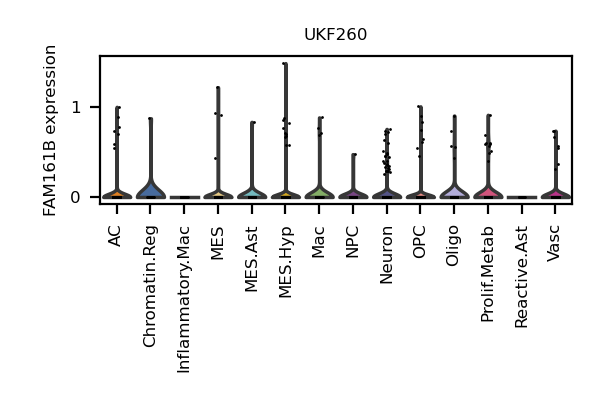 UKF260
FAM161B expression
1
0
AC
Chromatin.Reg
Inflammatory.Mac
MES
MES.Ast
MES.Hyp
Mac
NPC
Neuron
OPC
Oligo
Prolif.Metab
Reactive.Ast
Vasc